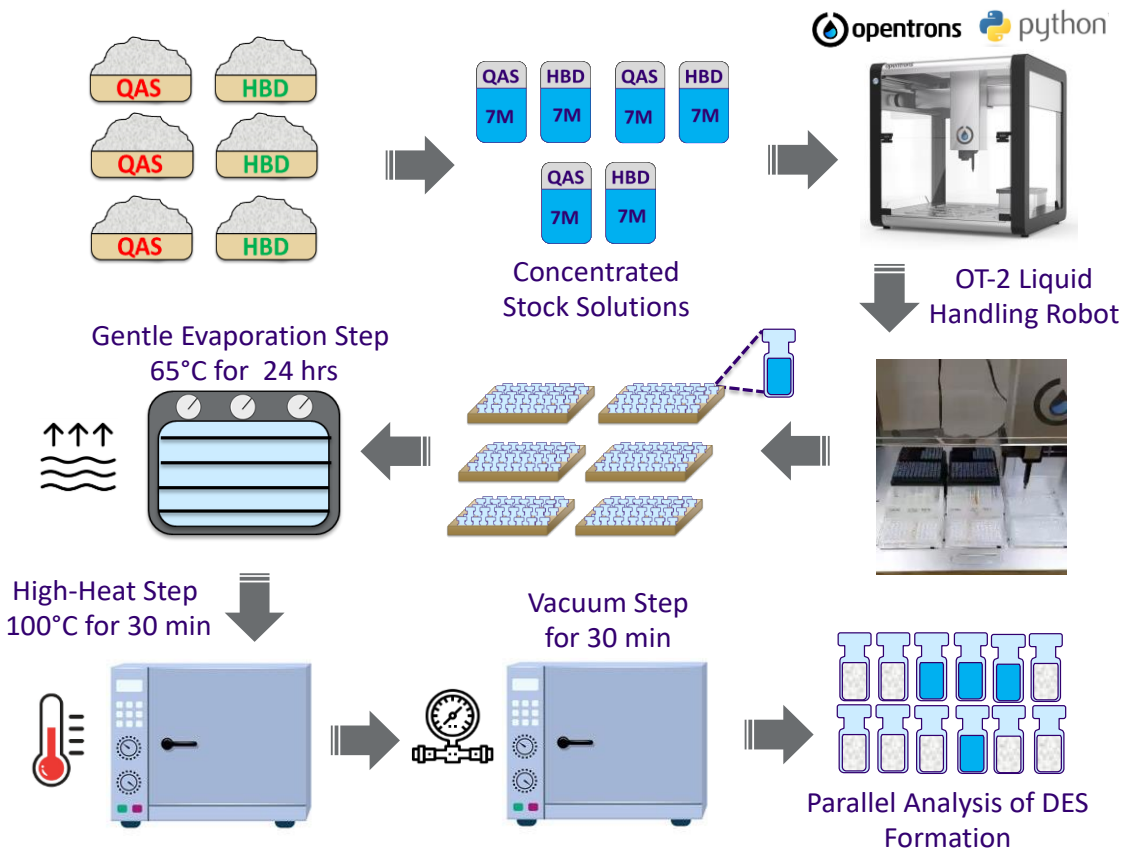 opentrons
python
QAS
HBD
QAS
HBD
QAS
HBD
QAS
HBD
QAS
HBD
7M
7M
7M
7M
QAS
HBD
7M
7M
opentrons
Concentrated
Stock Solutions
OT-2 Liquid
Handling Robot
Gentle Evaporation Step
65°C for 24 hrs
High-Heat Step
100°C for 30 min
Vacuum Step
for 30 min
Parallel Analysis of DES
Formation